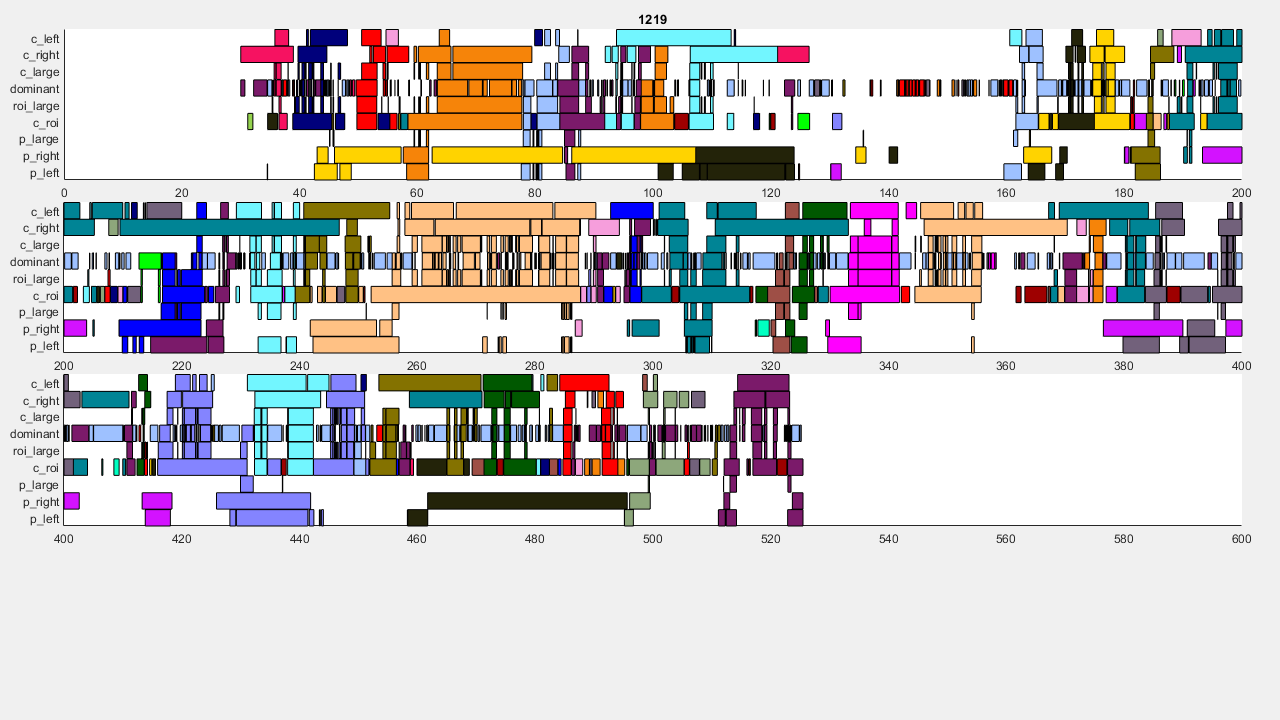 1219
c_left
c_right
c_large
dominant
roi_large
c_roi
p_large
p_right
p_left
0 20 40 60 80 100 120 140 160 180 200
c_left
c_right
c_large
dominant
roi_large
c_roi
p_large
p_right
p_left
200 220 240 260 280 300 320 340 360 380 400
c_left
c_right
c_large
dominant
roi_large
c_roi
p_large
p_right
p_left
400 420 440 460 480 500 520 540 560 580 600